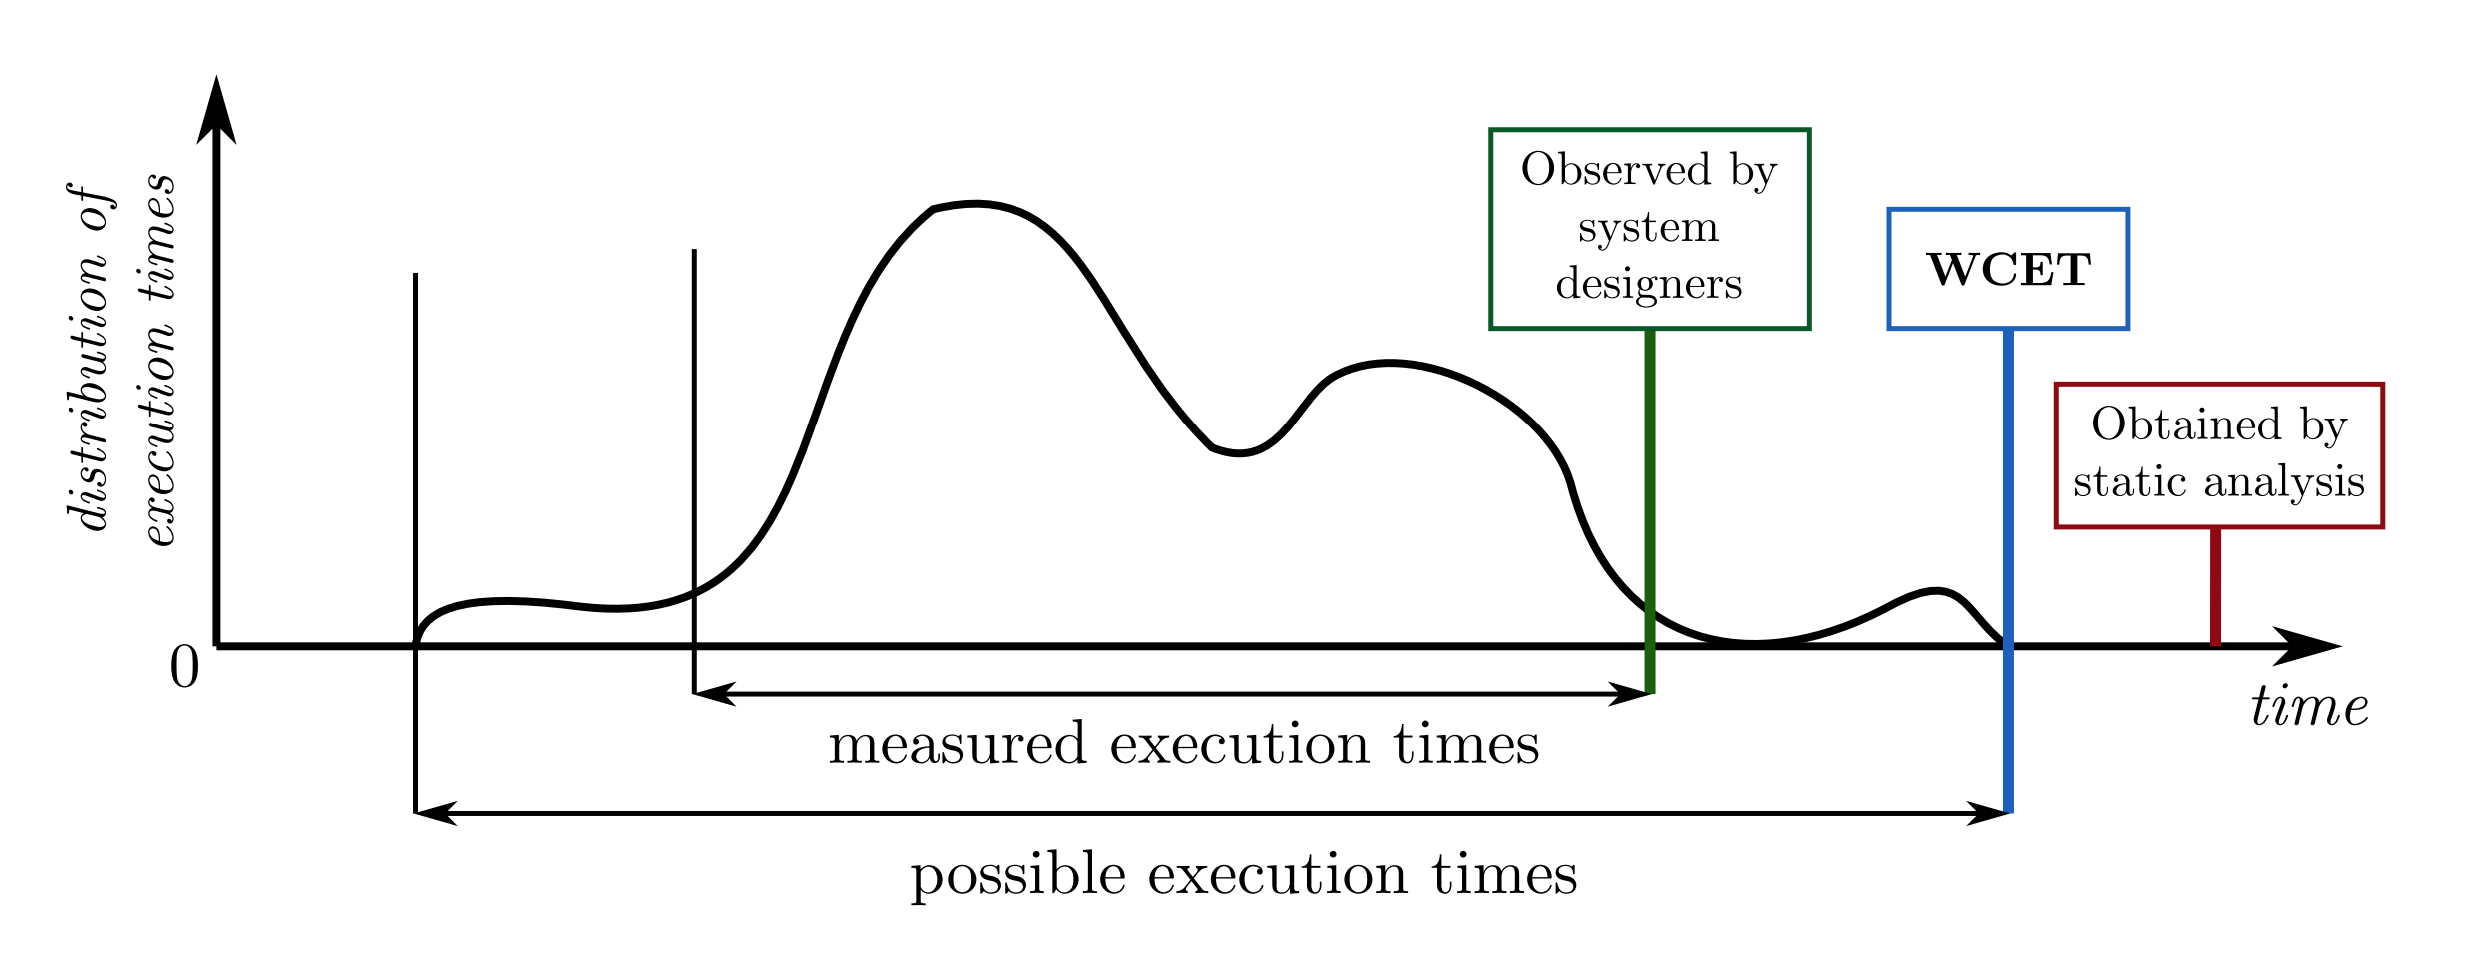 distribution of
execution times
Observed by
system
designers
WCET
Obtained by
static analysis
0
time
measured execution times
possible execution times